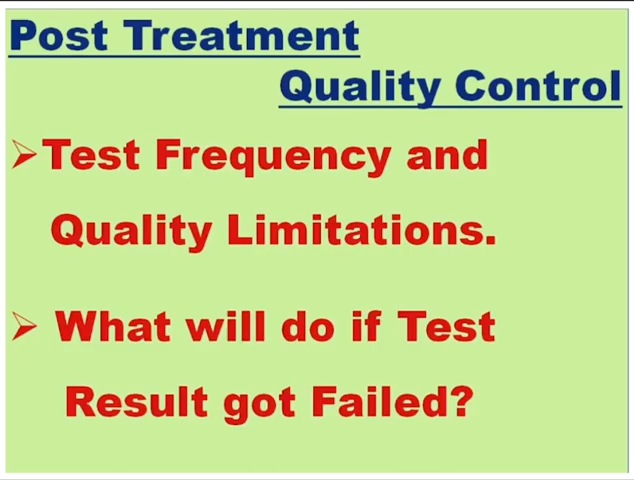 Post Treatment
Quality Control
➢Test Frequency and
Quality Limitations.
➢ What will do if Test
Result got Failed?